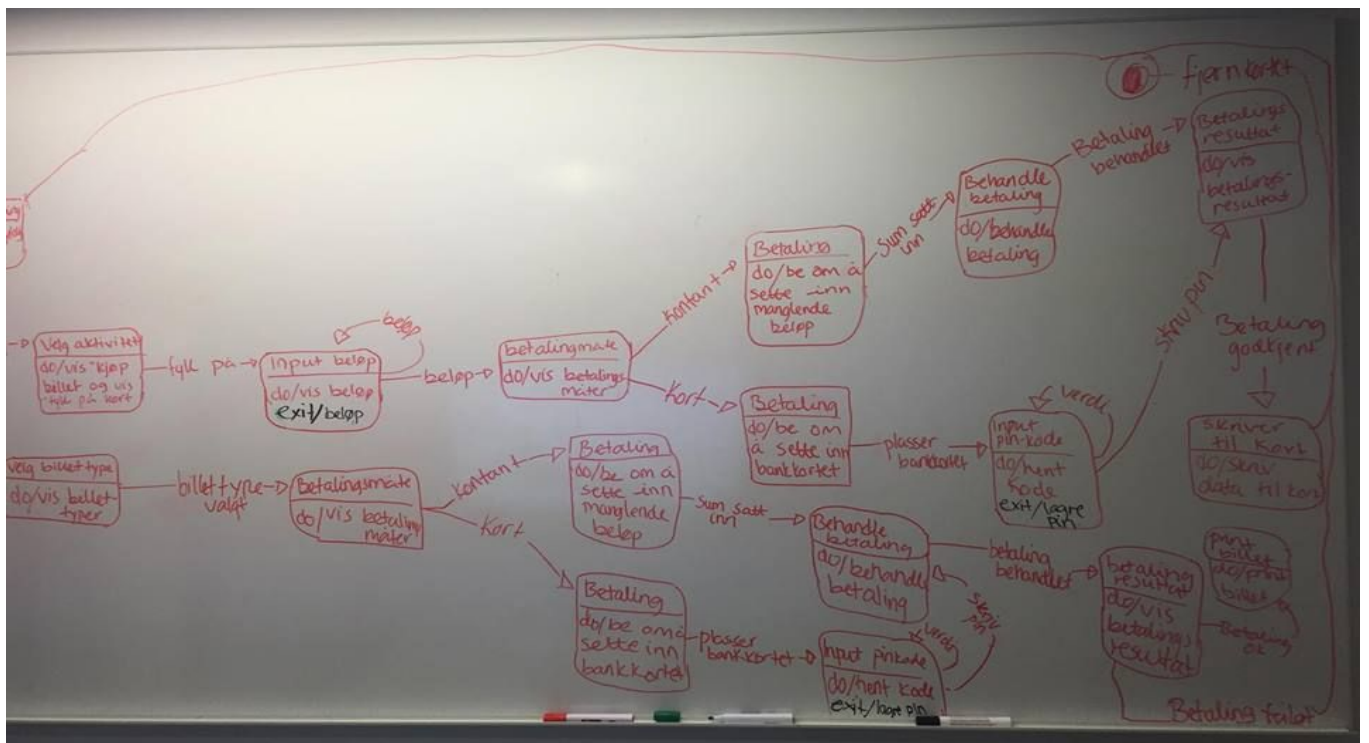 fjern kortet
Betalings
resultat
do/vis
betalings-
resultat
Betaling
behandlet
Behandle
betaling
do/behandle
betaling
Sum satt
inn
Betaling
do/be om å
sette inn
manglende
beløp
kontant
Velg aktivitet
do/vis "kjøp
billet og vis
"fyll på kort
fyll på
beløp
Input beløp
do/vis beløp
exit/beløp
beløp
betalingmåte
do/vis betalings
måter
Kort
Betaling
do/be om
å sette inn
bankkortet
plasser
bankkortet
verdi
Input
pin-kode
do/hent
kode
exit/lagre
pin
skriv pin
Betaling
godkjent
skriver
til kort
do/skriv
data til kort
Velg billettype
do/vis billet
typer
billettype
valgt
Betalingsmåte
do/vis betaling
måter
kontant
Kort
Betaling
do/be om å
sette inn
manglende
beløp
Sum satt
inn
Behandle
betaling
do/behandle
betaling
betaling
behandlet
betaling
resultat
do/vis
betalings
resultat
print
billet
do/print
billet
Betaling
ok
Betaling
do/be om å
sette inn
bankkortet
plasser
bankkortet
verdi
skriv
pin
Input pinkode
do/hent kode
exit/lagre pin
Betaling feilet